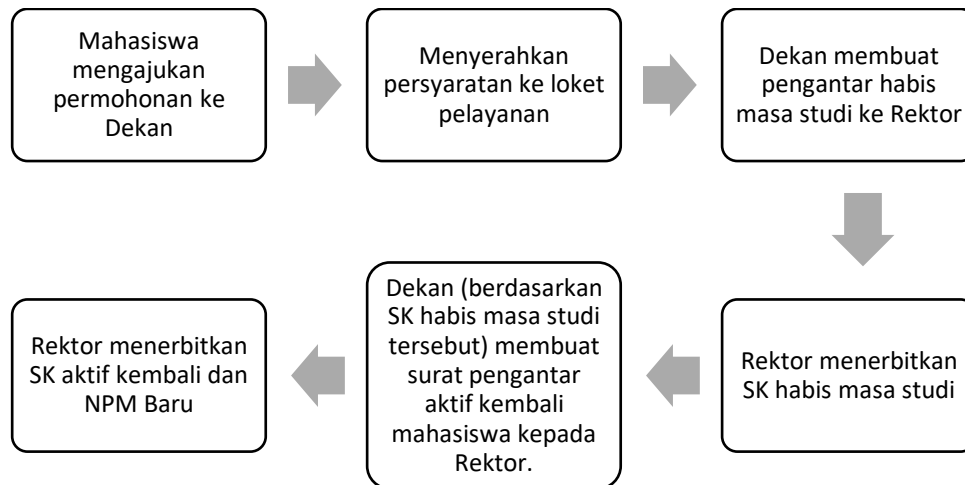 Mahasiswa
mengajukan
permohonan ke
Dekan
Menyerahkan
persyaratan ke loket
pelayanan
Dekan membuat
pengantar habis
masa studi ke Rektor
Rektor menerbitkan
SK habis masa studi
Dekan (berdasarkan
SK habis masa studi
tersebut) membuat
surat pengantar
aktif kembali
mahasiswa kepada
Rektor.
Rektor menerbitkan
SK aktif kembali dan
NPM Baru